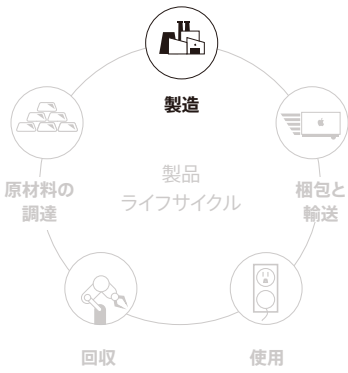 製造
原材料の
調達
製品
ライフサイクル
梱包と
輸送
回収
使用